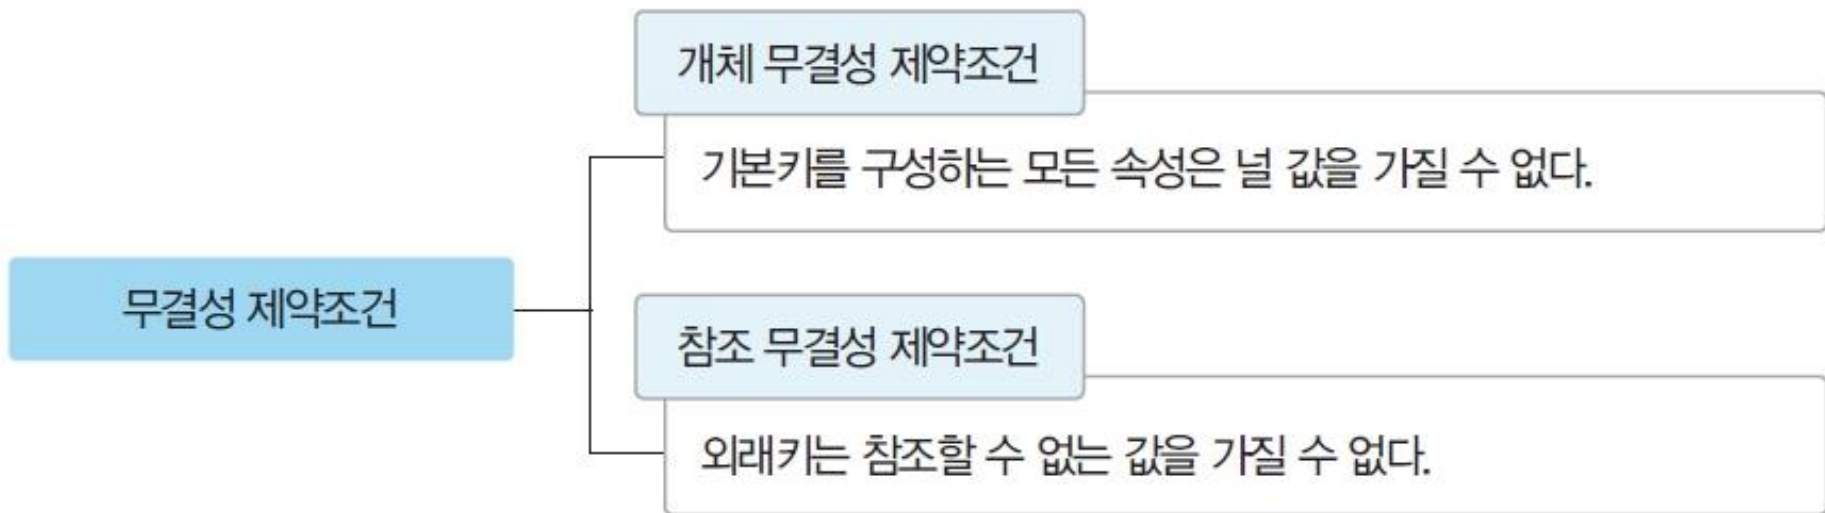 개체 무결성 제약조건
기본키를 구성하는 모든 속성은 널 값을 가질 수 없다.
무결성 제약조건
참조 무결성 제약조건
외래키는 참조할 수 없는 값을 가질 수 없다.